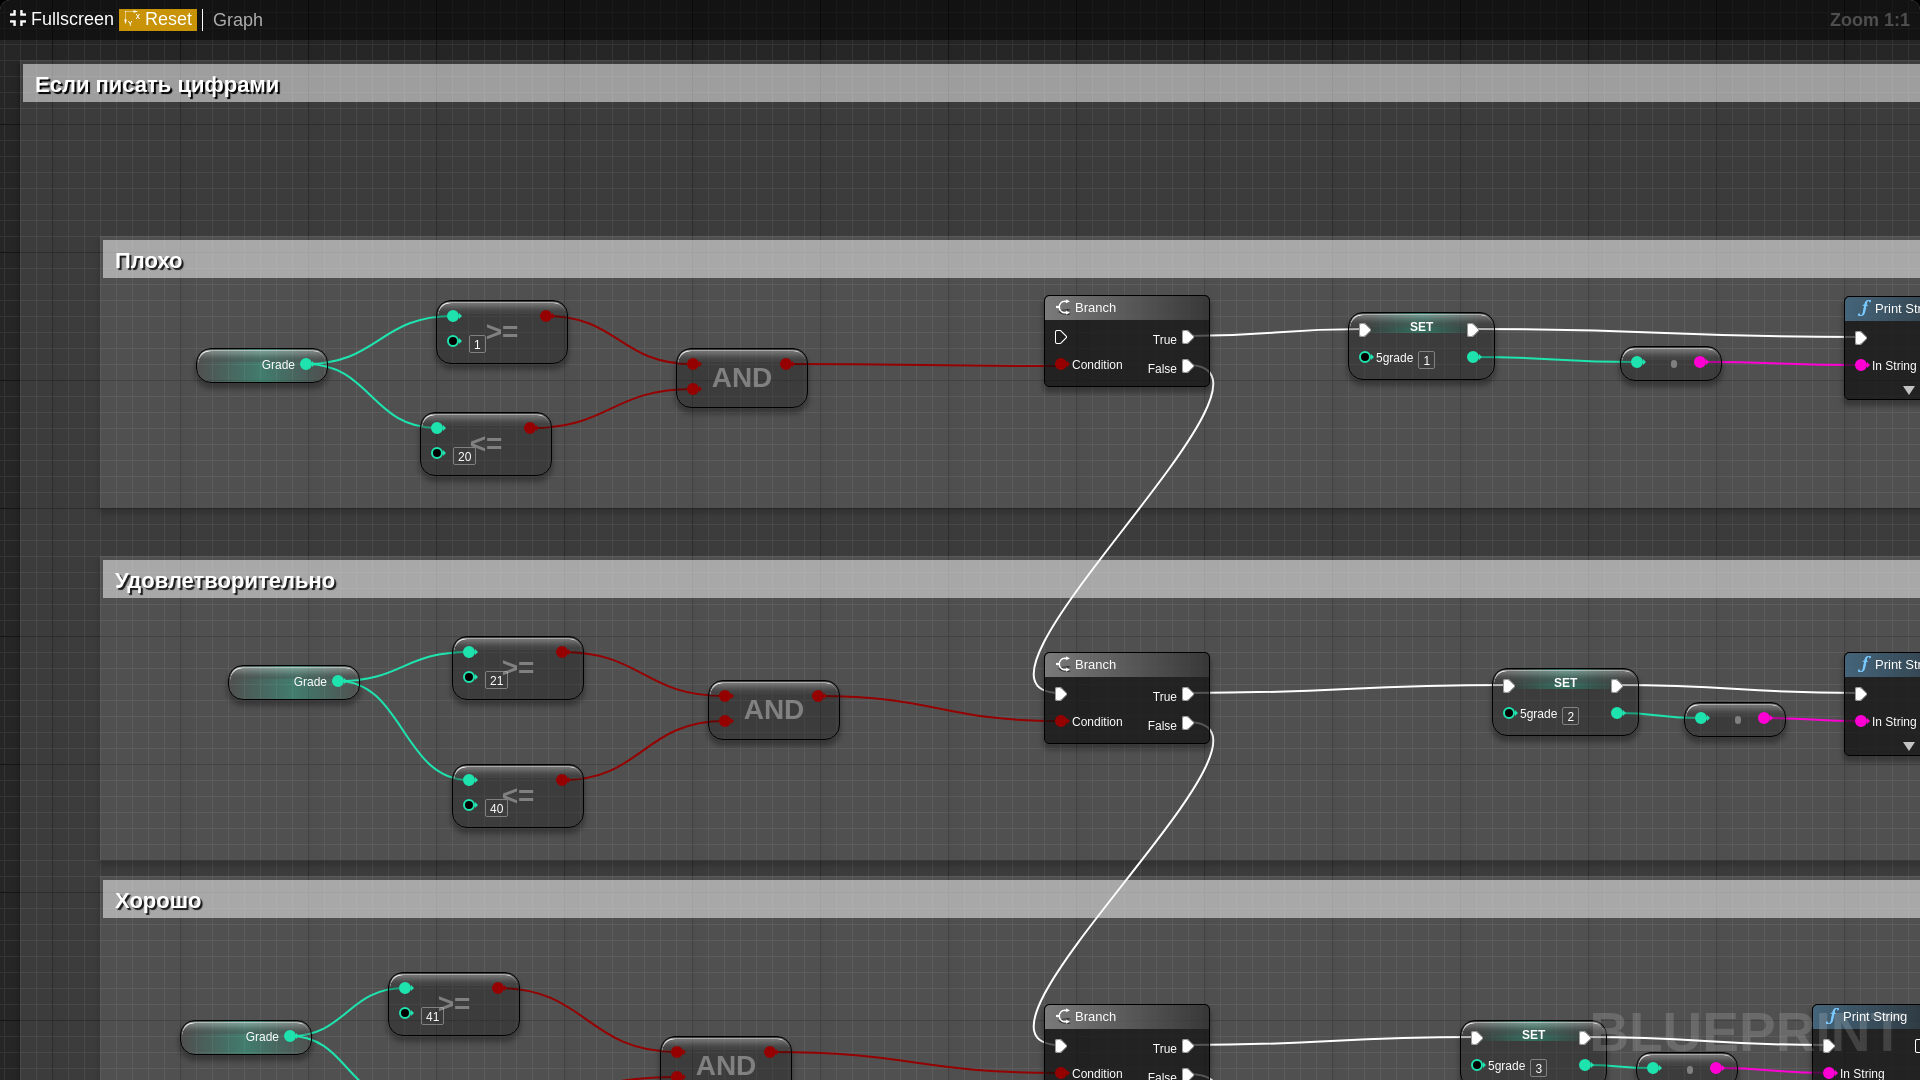 Fullscreen Reset Graph Zoom 1:1
Если писать цифрами
Плохо
Grade
>=
1
<=
20
AND
Branch
True
Condition
False
SET
5grade 1
Print Str
In String
Удовлетворительно
Grade
>=
21
<=
40
AND
Branch
True
Condition
False
SET
5grade 2
Print Str
In String
Хорошо
Grade
>=
41
AND
Branch
True
Condition
False
SET
5grade 3
Print String
In String
BLUEPRINT